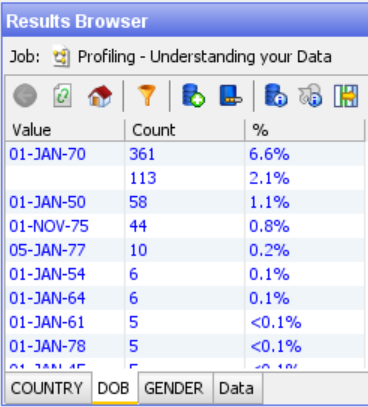 Results Browser
Job: Profiling - Understanding your Data
Value Count %
01-JAN-70 361 6.6%
113 2.1%
01-JAN-50 58 1.1%
01-NOV-75 44 0.8%
05-JAN-77 10 0.2%
01-JAN-54 6 0.1%
01-JAN-64 6 0.1%
01-JAN-61 5 <0.1%
01-JAN-78 5 <0.1%
COUNTRY DOB GENDER Data